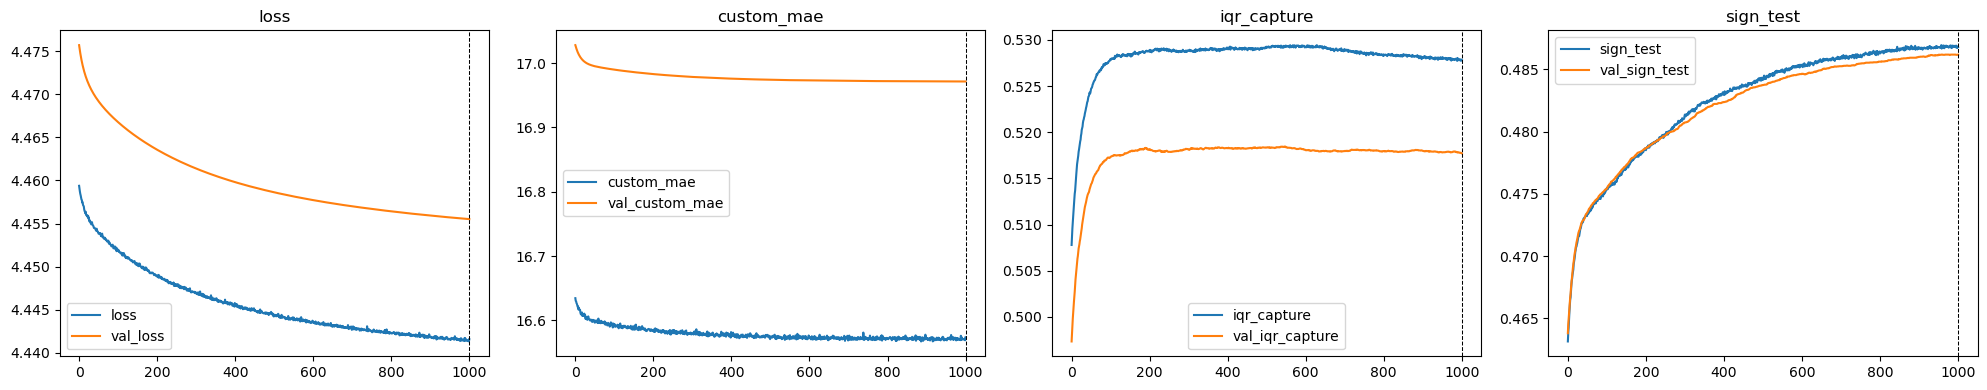 loss
4.475
4.470
4.465
4.460
4.455
4.450
4.445
4.440
loss
val_loss
0 200 400 600 800 1000
custom_mae
17.0
16.9
16.8
16.7
16.6
custom_mae
val_custom_mae
0 200 400 600 800 1000
iqr_capture
0.530
0.525
0.520
0.515
0.510
0.505
0.500
iqr_capture
val_iqr_capture
0 200 400 600 800 1000
sign_test
sign_test
val_sign_test
0.485
0.480
0.475
0.470
0.465
0 200 400 600 800 1000